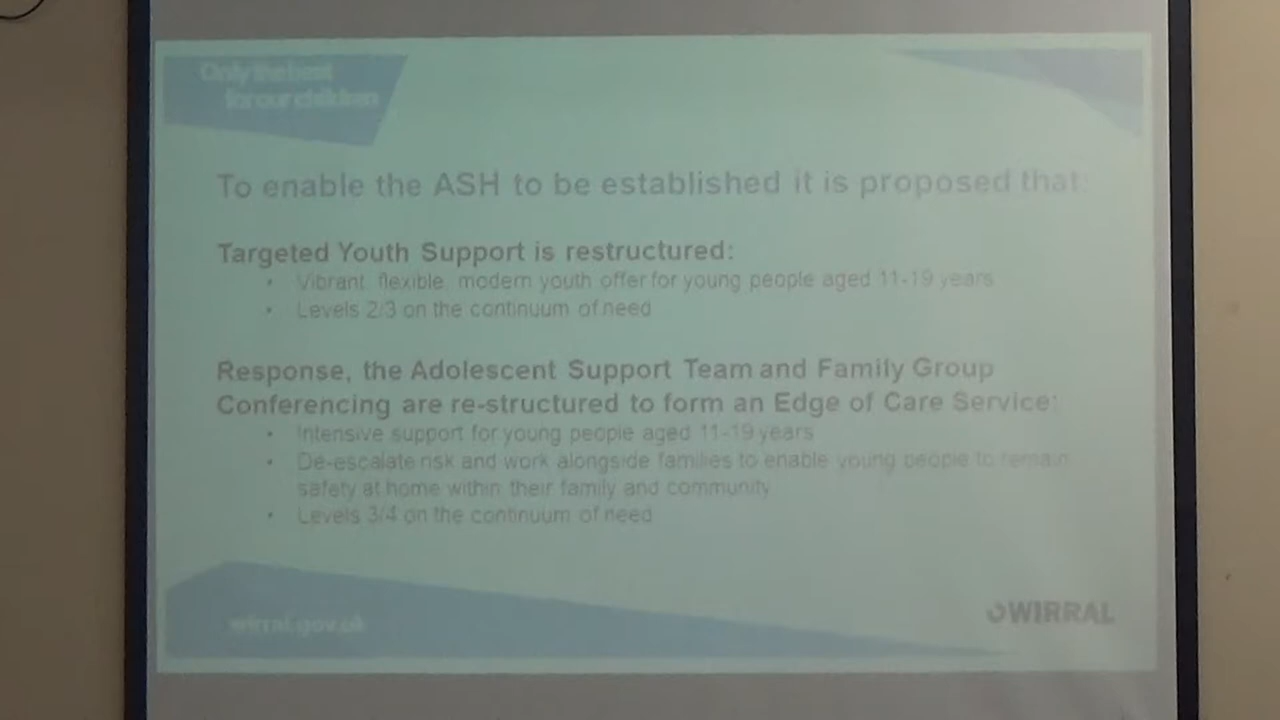 Only the best
for our children
To enable the ASH to be established it is proposed that:
Targeted Youth Support is restructured:
• Vibrant, flexible, modern youth offer for young people aged 11-19 years
• Levels 2/3 on the continuum of need
Response, the Adolescent Support Team and Family Group
Conferencing are re-structured to form an Edge of Care Service:
• Intensive support for young people aged 11-19 years
• De-escalate risk and work alongside families to enable young people to remain
safety at home within their family and community
• Levels 3/4 on the continuum of need
wirral.gov.uk
WIRRAL